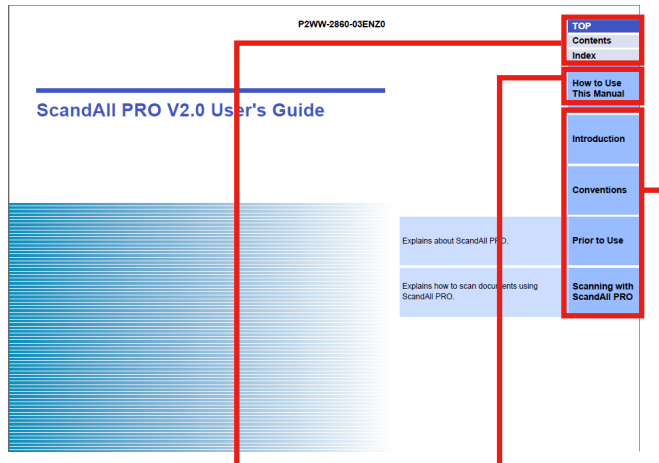 P2WW-2860-03ENZ0
TOP
Contents
Index
How to Use
This Manual
ScandAll PRO V2.0 User's Guide
Introduction
Conventions
Explains about ScandAll PRO.
Prior to Use
Explains how to scan documents using
ScandAll PRO.
Scanning with
ScandAll PRO